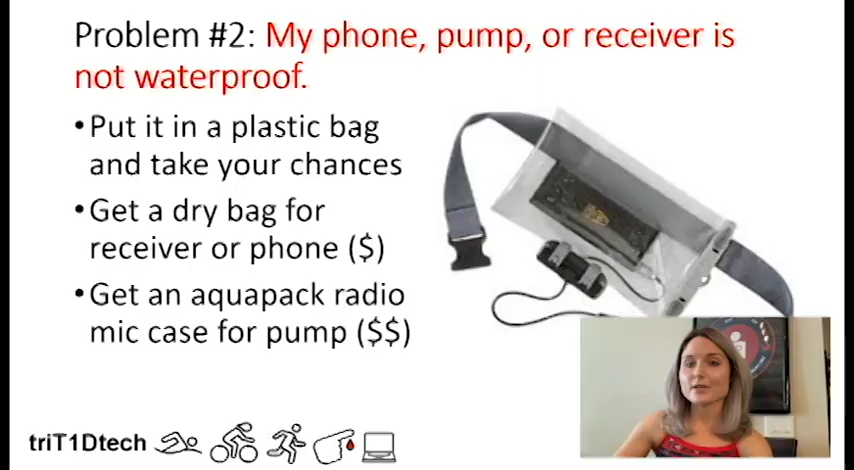 Problem #2: My phone, pump, or receiver is
not waterproof.
•Put it in a plastic bag
and take your chances
•Get a dry bag for
receiver or phone ($)
•Get an aquapack radio
mic case for pump ($$)
triT1Dtech